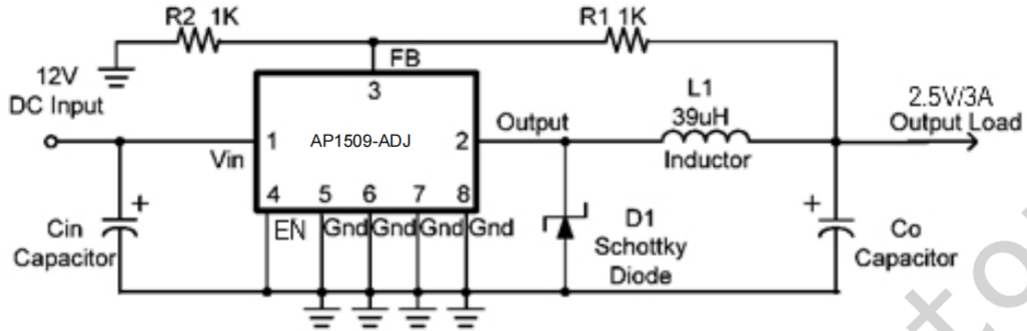 R2 1K
R1 1K
FB
3
12V
DC Input
L1
39uH
Inductor
2.5V/3A
Output Load
Output
Vin
1
AP1509-ADJ
2
4
5
6
7
8
EN
Gnd
Gnd
Gnd
Gnd
+
Cin
Capacitor
D1
Schottky
Diode
+
Co
Capacitor